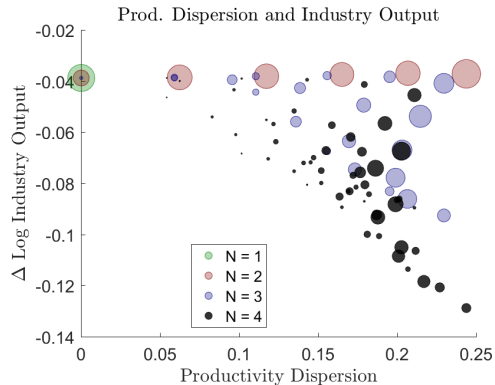 Prod. Dispersion and Industry Output
Δ Log Industry Output
-0.02
-0.04
-0.06
-0.08
-0.1
-0.12
-0.14
N = 1
N = 2
N = 3
N = 4
0
0.05
0.1
0.15
0.2
0.25
Productivity Dispersion